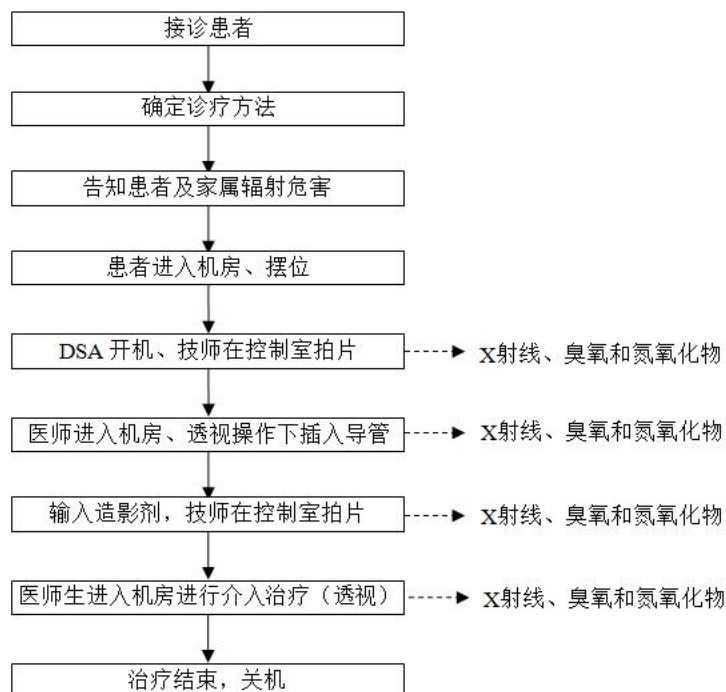 接诊患者
确定诊疗方法
告知患者及家属辐射危害
患者进入机房、摆位
DSA 开机、技师在控制室拍片
X射线、臭氧和氮氧化物
医师进入机房、透视操作下插入导管
X射线、臭氧和氮氧化物
输入造影剂，技师在控制室拍片
X射线、臭氧和氮氧化物
医师生进入机房进行介入治疗（透视）
X射线、臭氧和氮氧化物
治疗结束，关机